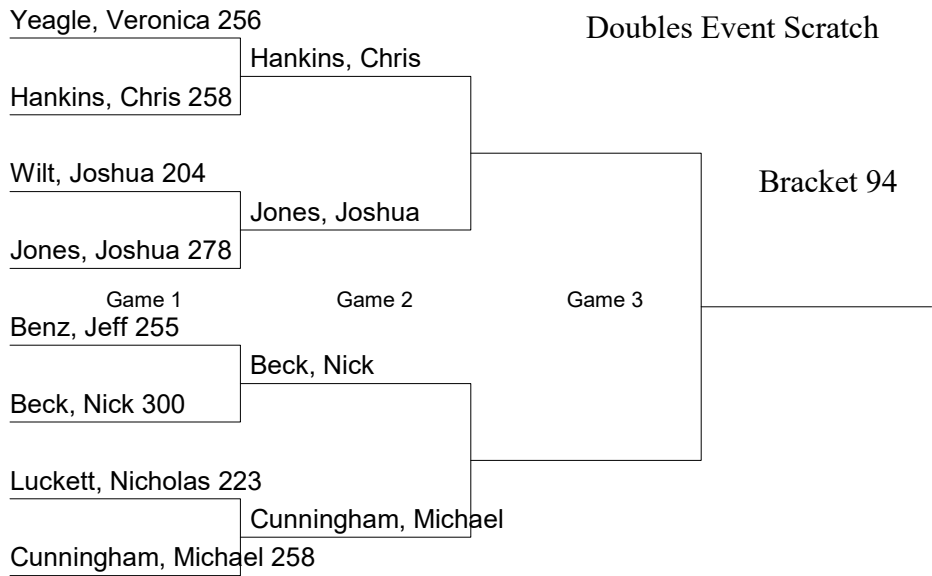 Yeagle, Veronica 256
Doubles Event Scratch
Hankins, Chris
Hankins, Chris 258
Wilt, Joshua 204
Bracket 94
Jones, Joshua
Jones, Joshua 278
Game 1
Game 2
Game 3
Benz, Jeff 255
Beck, Nick
Beck, Nick 300
Luckett, Nicholas 223
Cunningham, Michael
Cunningham, Michael 258